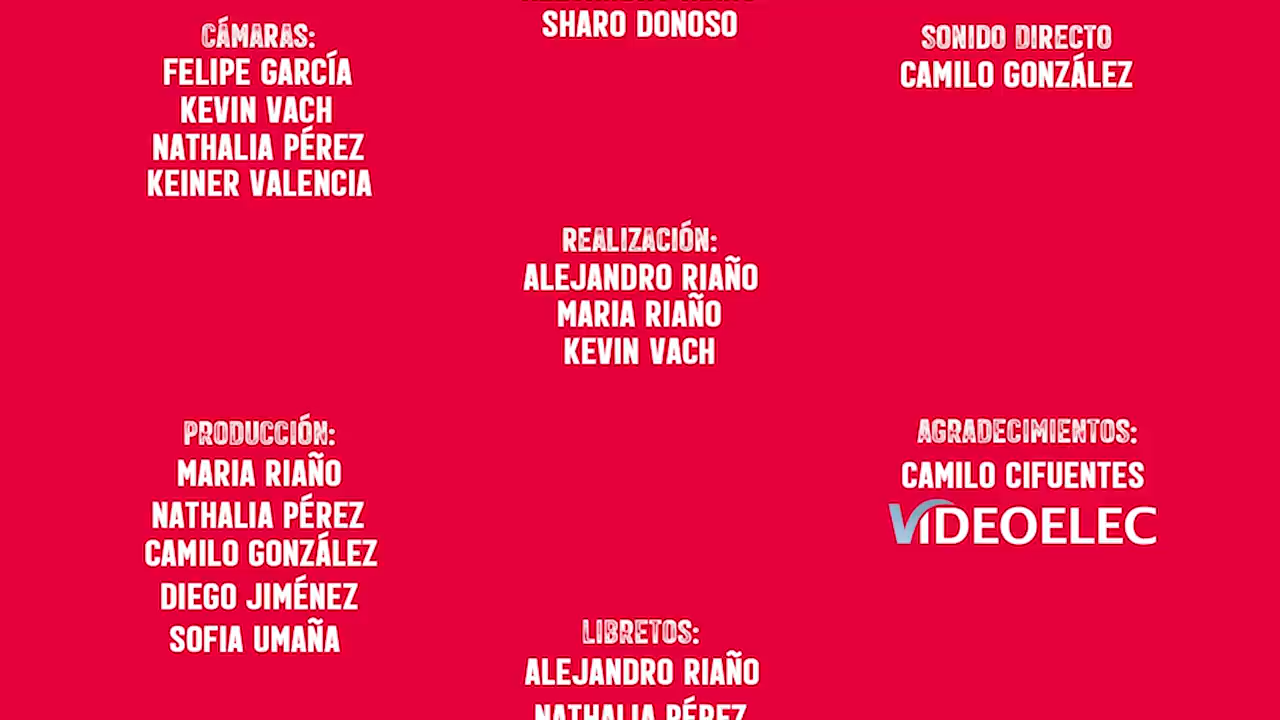 SHARO DONOSO
CÁMARAS:
FELIPE GARCÍA
KEVIN VACH
NATHALIA PÉREZ
KEINER VALENCIA
SONIDO DIRECTO
CAMILO GONZÁLEZ
REALIZACIÓN:
ALEJANDRO RIAÑO
MARIA RIAÑO
KEVIN VACH
PRODUCCIÓN:
MARIA RIAÑO
NATHALIA PÉREZ
CAMILO GONZÁLEZ
DIEGO JIMÉNEZ
SOFIA UMAÑA
AGRADECIMIENTOS:
CAMILO CIFUENTES
VIDEOELEC
LIBRETOS:
ALEJANDRO RIAÑO
NATHALIA PÉREZ